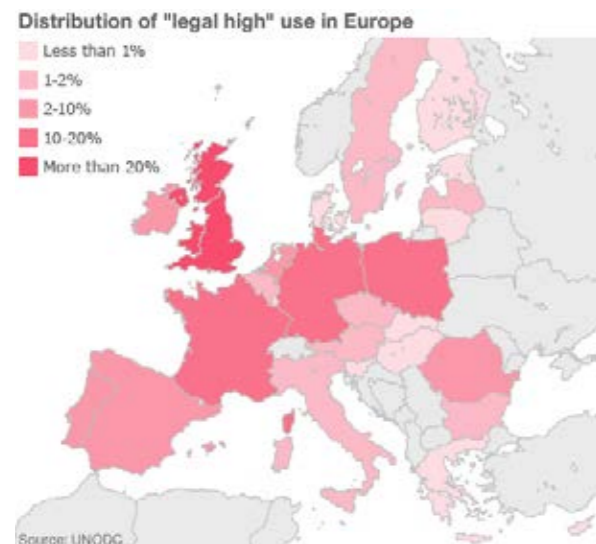 Distribution of "legal high" use in Europe
Less than 1%
1-2%
2-10%
10-20%
More than 20%
Source: UNODC